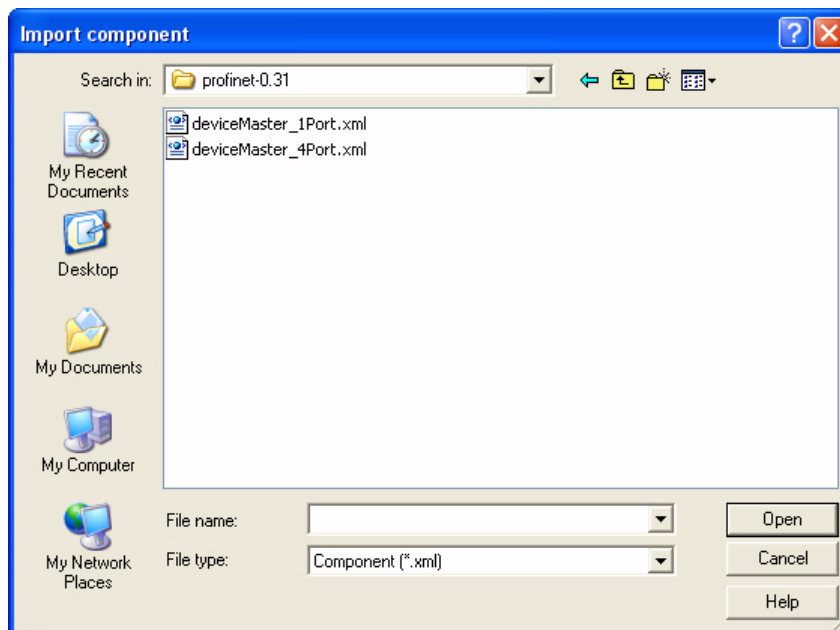 Import component
Search in:
profinet-0.31
deviceMaster_1Port.xml
deviceMaster_4Port.xml
My Recent
Documents
Desktop
My Documents
My Computer
My Network
Places
File name:
Open
File type:
Component (*.xml)
Cancel
Help